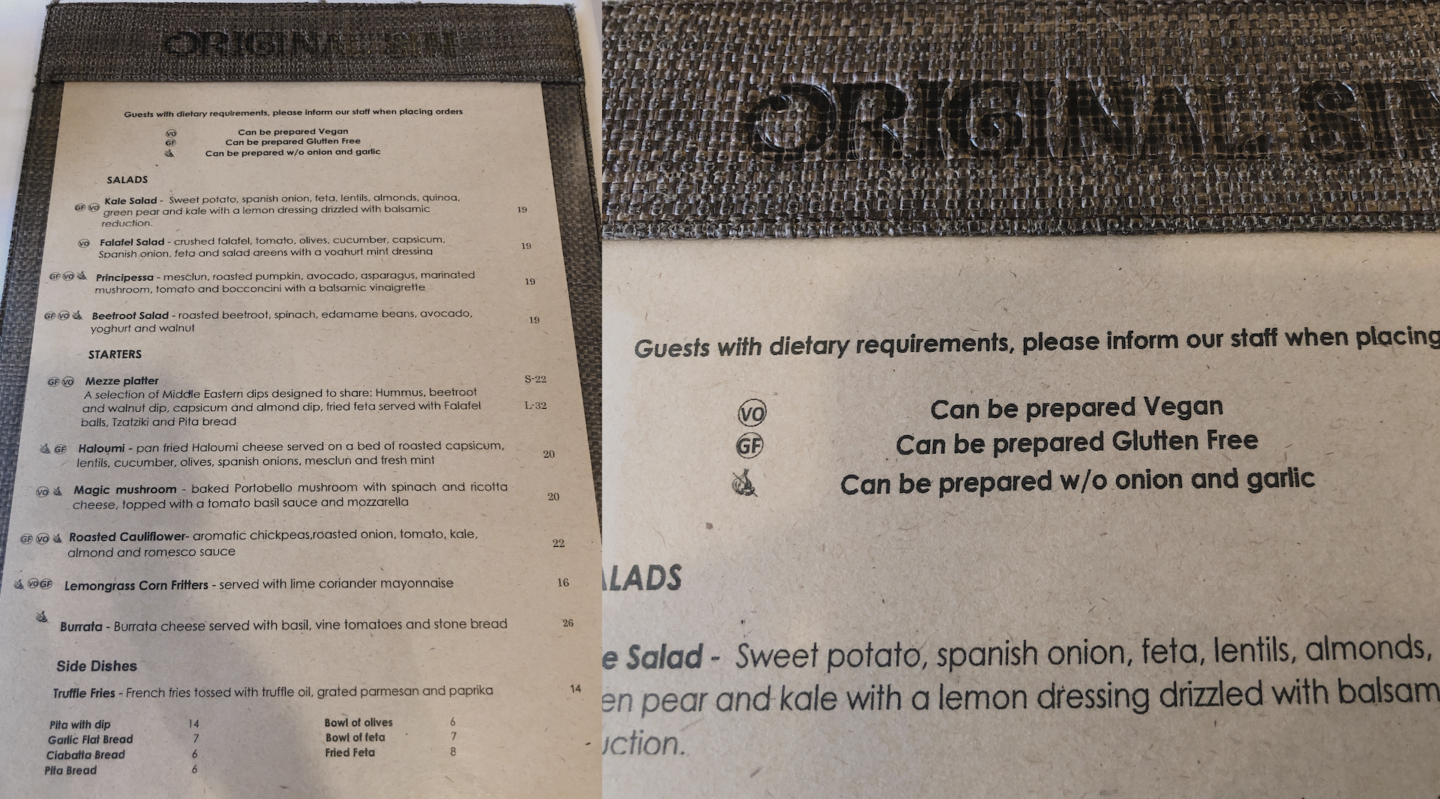 ORIGINAL SIN
Guests with dietary requirements, please inform our staff when placing orders
VO Can be prepared Vegan
GF Can be prepared Glutten Free
Can be prepared w/o onion and garlic
SALADS
GF VO Kale Salad - Sweet potato, spanish onion, feta, lentils, almonds, quinoa,
green pear and kale with a lemon dressing drizzled with balsamic 19
reduction.
VO Falafel Salad - crushed falafel, tomato, olives, cucumber, capsicum,
Spanish onion, feta and salad greens with a yoghurt mint dressing 19
GF VO Principessa - mesclun, roasted pumpkin, avocado, asparagus, marinated
mushroom, tomato and bocconcini with a balsamic vinaigrette 19
GF VO Beetroot Salad - roasted beetroot, spinach, edamame beans, avocado,
yoghurt and walnut 19
STARTERS
GF VO Mezze platter S-22
A selection of Middle Eastern dips designed to share: Hummus, beetroot
and walnut dip, capsicum and almond dip, fried feta served with Falafel L-32
balls, Tzatziki and Pita bread
GF Haloumi - pan fried Haloumi cheese served on a bed of roasted capsicum,
lentils, cucumber, olives, spanish onions, mesclun and fresh mint 20
VO Magic mushroom - baked Portobello mushroom with spinach and ricotta
cheese, topped with a tomato basil sauce and mozzarella 20
GF VO Roasted Cauliflower- aromatic chickpeas,roasted onion, tomato, kale,
almond and romesco sauce 22
VO GF Lemongrass Corn Fritters - served with lime coriander mayonnaise 16
Burrata - Burrata cheese served with basil, vine tomatoes and stone bread 26
Side Dishes
Truffle Fries - French fries tossed with truffle oil, grated parmesan and paprika 14
Pita with dip 14 Bowl of olives 6
Garlic Flat Bread 7 Bowl of feta 7
Ciabatta Bread 6 Fried Feta 8
Pita Bread 6
ORIGINAL SIN
Guests with dietary requirements, please inform our staff when placing
VO Can be prepared Vegan
GF Can be prepared Glutten Free
Can be prepared w/o onion and garlic
LADS
e Salad - Sweet potato, spanish onion, feta, lentils, almonds,
en pear and kale with a lemon dressing drizzled with balsam
uction.